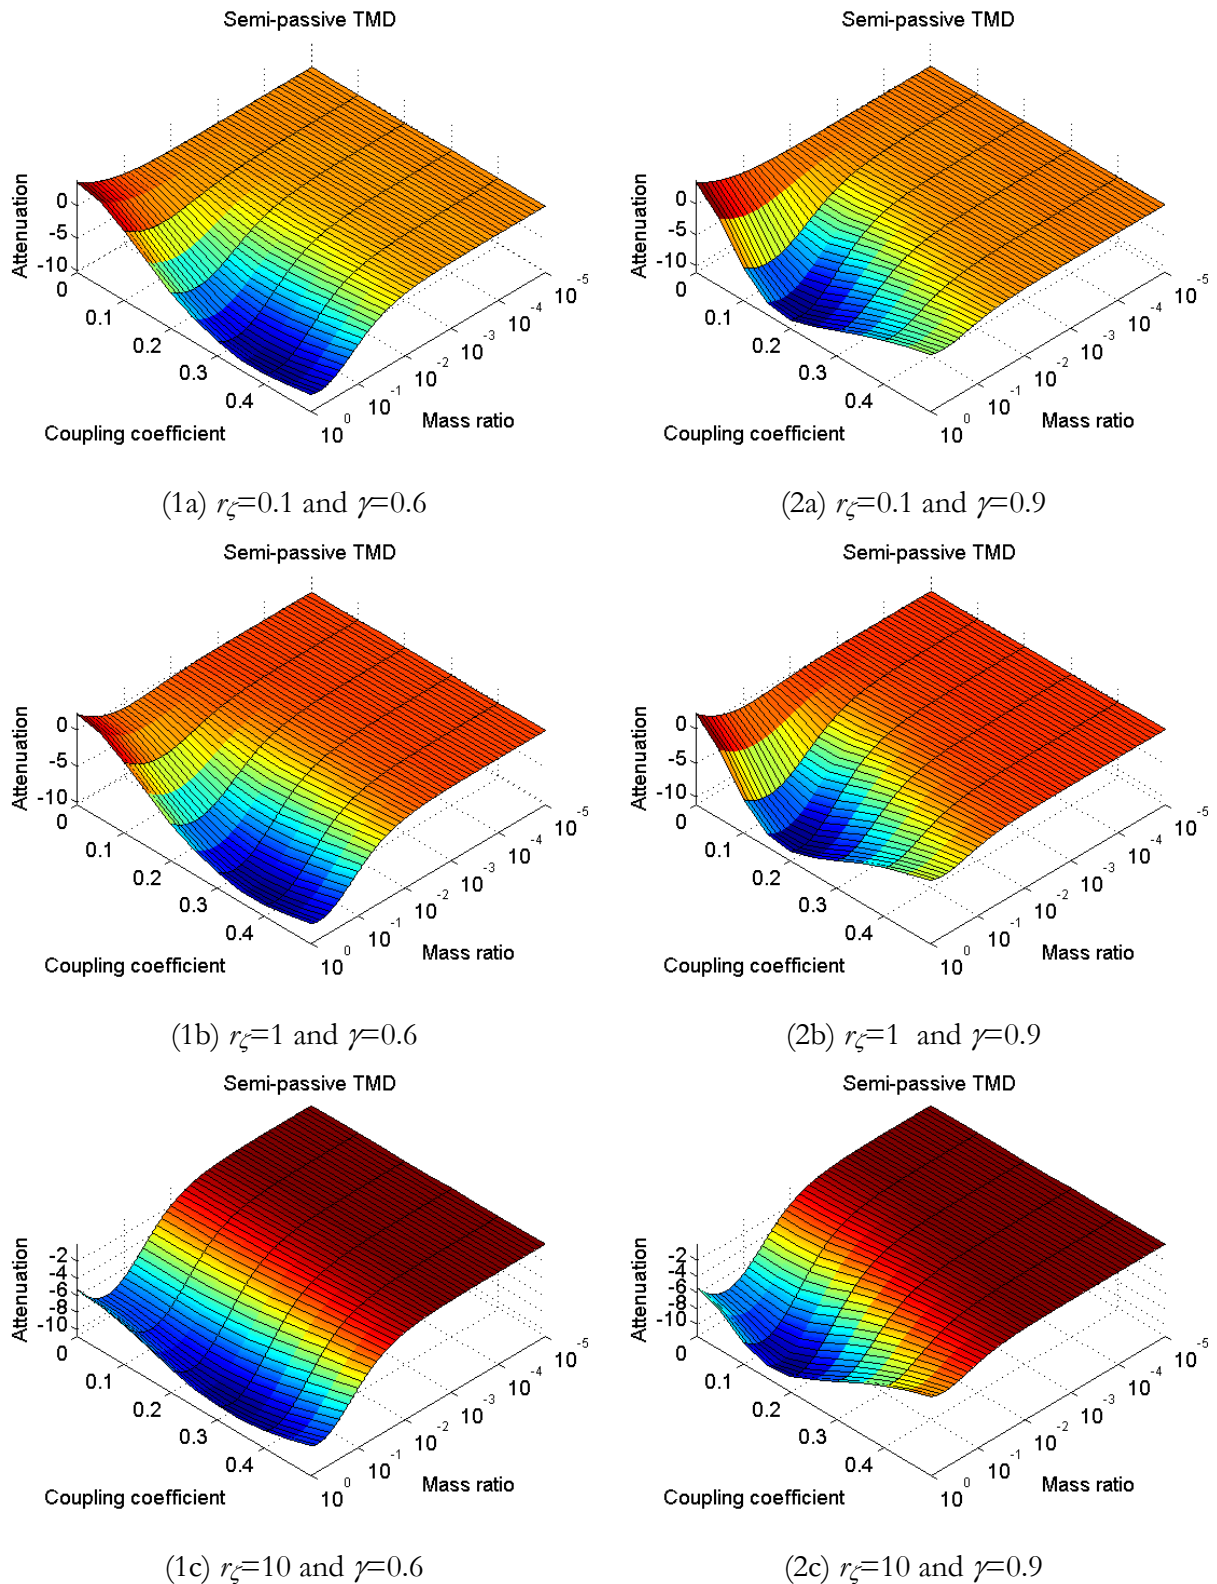 Semi-passive TMD
Semi-passive TMD
Attenuation
0
-5
-10
0
0.1
0.2
0.3
0.4
Coupling coefficient
10^0
10^-1
10^-2
10^-3
10^-4
10^-5
Mass ratio
Attenuation
0
-5
-10
0
0.1
0.2
0.3
0.4
Coupling coefficient
10^0
10^-1
10^-2
10^-3
10^-4
10^-5
Mass ratio
(1a) rζ=0.1 and γ=0.6
(2a) rζ=0.1 and γ=0.9
Semi-passive TMD
Semi-passive TMD
Attenuation
0
-5
-10
0
0.1
0.2
0.3
0.4
Coupling coefficient
10^0
10^-1
10^-2
10^-3
10^-4
10^-5
Mass ratio
Attenuation
0
-5
-10
0
0.1
0.2
0.3
0.4
Coupling coefficient
10^0
10^-1
10^-2
10^-3
10^-4
10^-5
Mass ratio
(1b) rζ=1 and γ=0.6
(2b) rζ=1 and γ=0.9
Semi-passive TMD
Semi-passive TMD
Attenuation
-2
-4
-6
-8
-10
0
0.1
0.2
0.3
0.4
Coupling coefficient
10^0
10^-1
10^-2
10^-3
10^-4
10^-5
Mass ratio
Attenuation
-2
-4
-6
-8
-10
0
0.1
0.2
0.3
0.4
Coupling coefficient
10^0
10^-1
10^-2
10^-3
10^-4
10^-5
Mass ratio
(1c) rζ=10 and γ=0.6
(2c) rζ=10 and γ=0.9